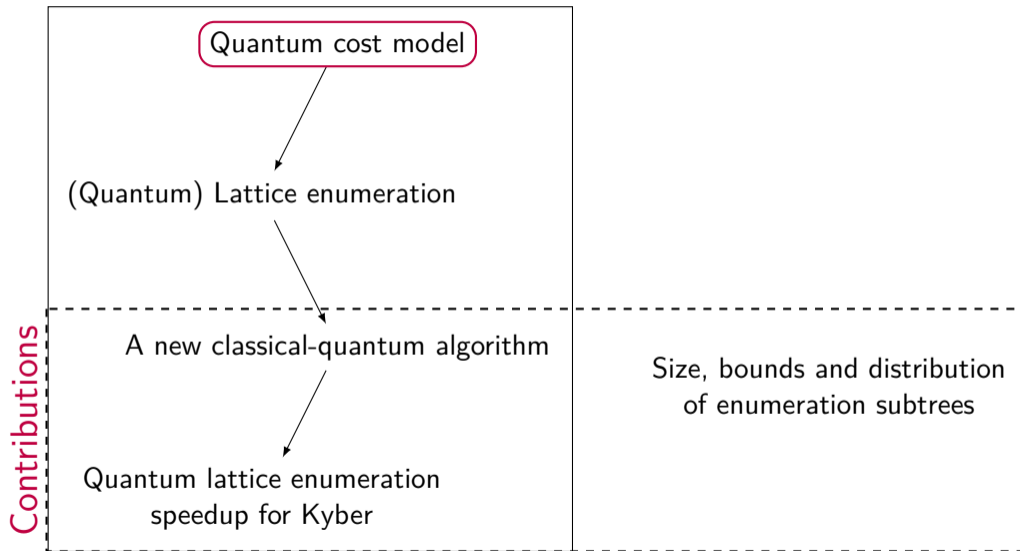 Quantum cost model
(Quantum) Lattice enumeration
A new classical-quantum algorithm
Size, bounds and distribution
of enumeration subtrees
Quantum lattice enumeration
speedup for Kyber
Contributions